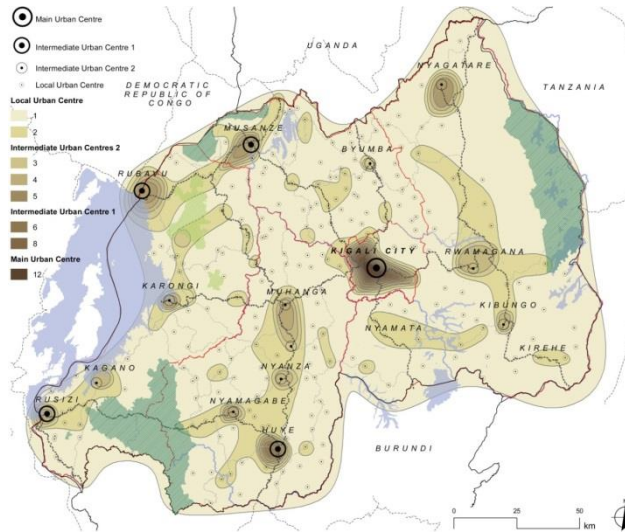 Main Urban Centre
Intermediate Urban Centre 1
Intermediate Urban Centre 2
Local Urban Centre
Local Urban Centre
1
2
Intermediate Urban Centres 2
3
4
5
Intermediate Urban Centre 1
6
8
Main Urban Centre
12
UGANDA
DEMOCRATIC
REPUBLIC OF
CONGO
TANZANIA
NYAGATARE
MUSANZE
BYUMBA
RUBAVU
KIGALI CITY
RWAMAGANA
KARONGI
MUHANGA
KIBUNGO
NYAMATA
KIREHE
KAGANO
NYANZA
RUSIZI
NYAMAGABE
HUYE
BURUNDI
0 25 50
km